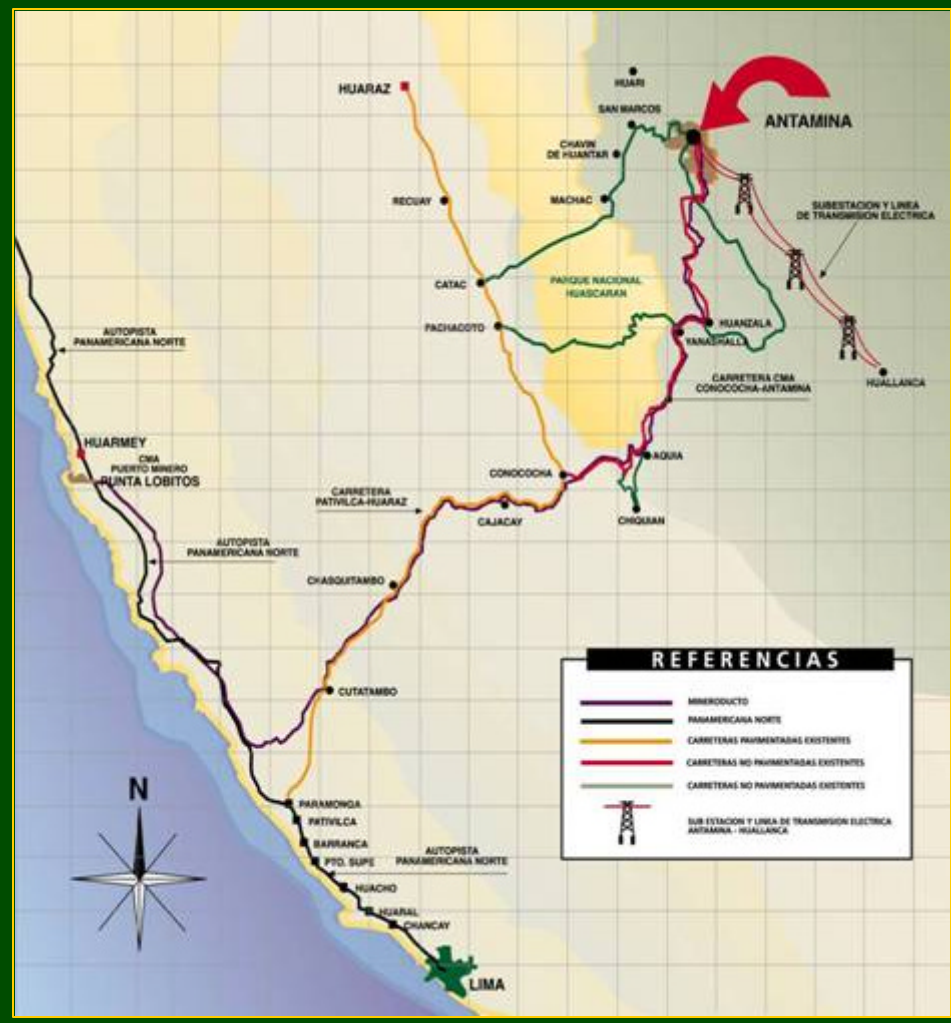 HUARAZ
HUARI
SAN MARCOS
ANTAMINA
CHAVIN
DE HUANTAR
RECUAY
MACHAC
SUBESTACION Y LINEA
DE TRANSMISION ELECTRICA
CATAC
PARQUE NACIONAL
HUASCARAN
PACHACOTO
HUANZALA
YANASHALLA
AUTOPISTA
PANAMERICANA NORTE
HUALLANCA
CARRETERA CMA
CONOCOCHA-ANTAMINA
HUARMEY
CMA
PUERTO MINERO
PUNTA LOBITOS
AQUIA
CONOCOCHA
CARRETERA
PATIVILCA-HUARAZ
CAJACAY
CHIQUIAN
AUTOPISTA
PANAMERICANA NORTE
CHASQUITAMBO
CUTATAMBO
REFERENCIAS
MINERODUCTO
PANAMERICANA NORTE
CARRETERAS PAVIMENTADAS EXISTENTES
CARRETERAS NO PAVIMENTADAS EXISTENTES
CARRETERAS NO PAVIMENTADAS EXISTENTES
SUB ESTACION Y LINEA DE TRANSMISION ELECTRICA
ANTAMINA - HUALLANCA
N
PARAMONGA
PATIVILCA
BARRANCA
PTO. SUPE
AUTOPISTA
PANAMERICANA NORTE
HUACHO
HUARAL
CHANCAY
LIMA